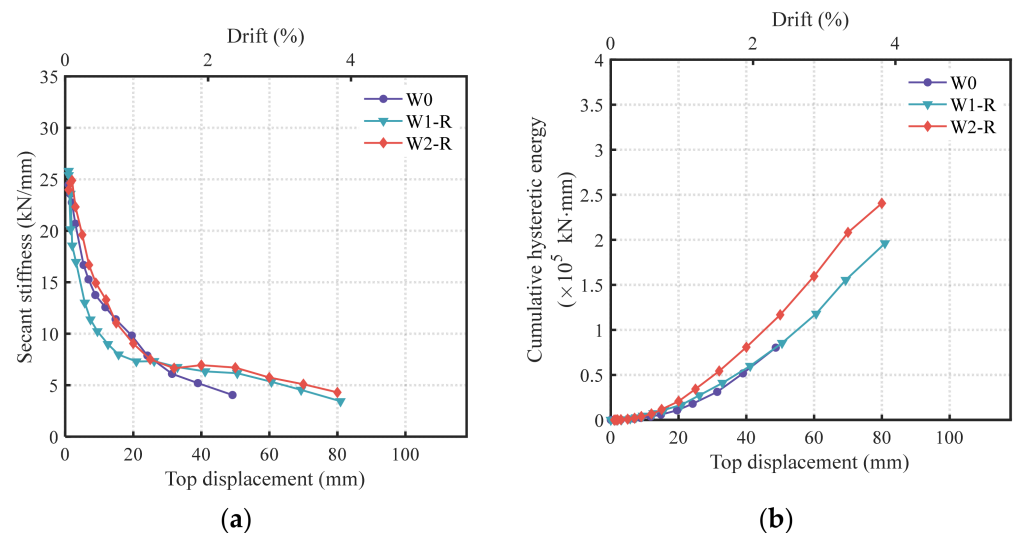 Drift (%)
0 2 4
35
30
25
20
15
10
5
0
Secant stiffness (kN/mm)
W0
W1-R
W2-R
0 20 40 60 80 100
Top displacement (mm)
(a)
Drift (%)
0 2 4
4
3.5
3
2.5
2
1.5
1
0.5
0
Cumulative hysteretic energy
(×10⁵ kN·mm)
W0
W1-R
W2-R
0 20 40 60 80 100
Top displacement (mm)
(b)